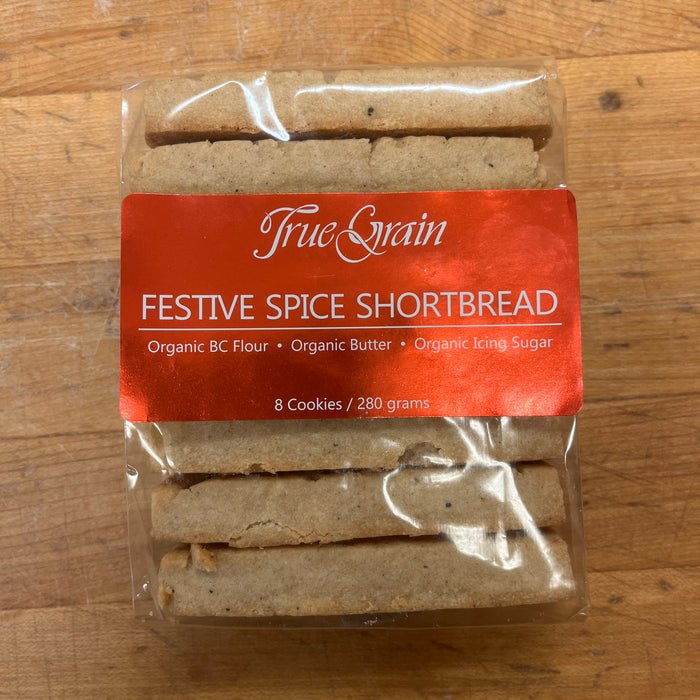 True Grain
FESTIVE SPICE SHORTBREAD
Organic BC Flour • Organic Butter • Organic Icing Sugar
8 Cookies / 280 grams